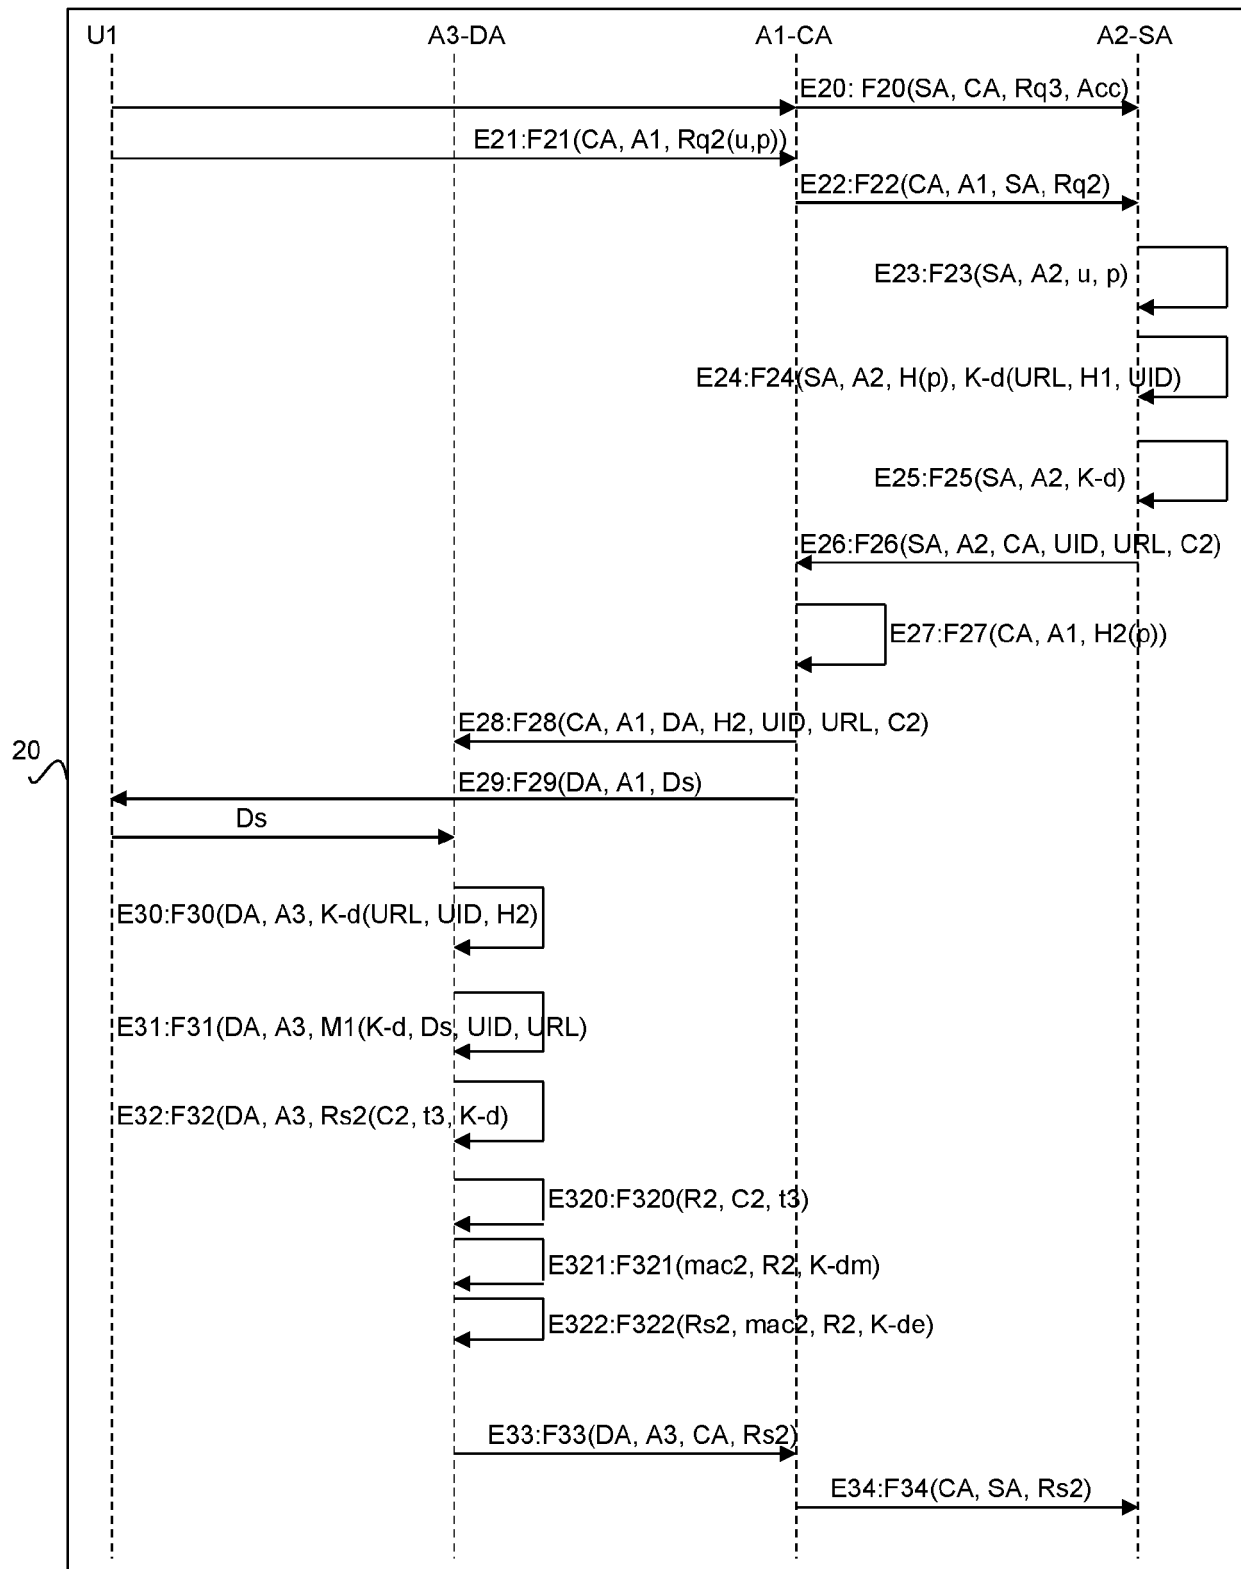 U1 A3-DA A1-CA A2-SA
E20: F20(SA, CA, Rq3, Acc)
E21:F21(CA, A1, Rq2(u,p))
E22:F22(CA, A1, SA, Rq2)
E23:F23(SA, A2, u, p)
E24:F24(SA, A2, H(p), K-d(URL, H1, UID)
E25:F25(SA, A2, K-d)
E26:F26(SA, A2, CA, UID, URL, C2)
E27:F27(CA, A1, H2(p))
E28:F28(CA, A1, DA, H2, UID, URL, C2)
20
E29:F29(DA, A1, Ds)
Ds
E30:F30(DA, A3, K-d(URL, UID, H2)
E31:F31(DA, A3, M1(K-d, Ds, UID, URL)
E32:F32(DA, A3, Rs2(C2, t3, K-d)
E320:F320(R2, C2, t3)
E321:F321(mac2, R2, K-dm)
E322:F322(Rs2, mac2, R2, K-de)
E33:F33(DA, A3, CA, Rs2)
E34:F34(CA, SA, Rs2)